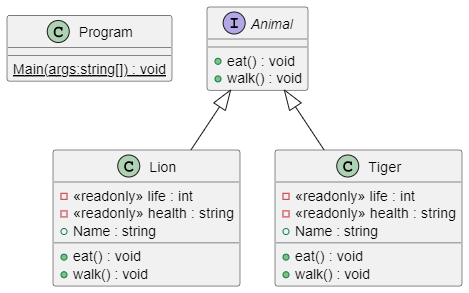 C Program
Main(args:string[]) : void
I Animal
eat() : void
walk() : void
C Lion
«readonly» life : int
«readonly» health : string
Name : string
eat() : void
walk() : void
C Tiger
«readonly» life : int
«readonly» health : string
Name : string
eat() : void
walk() : void